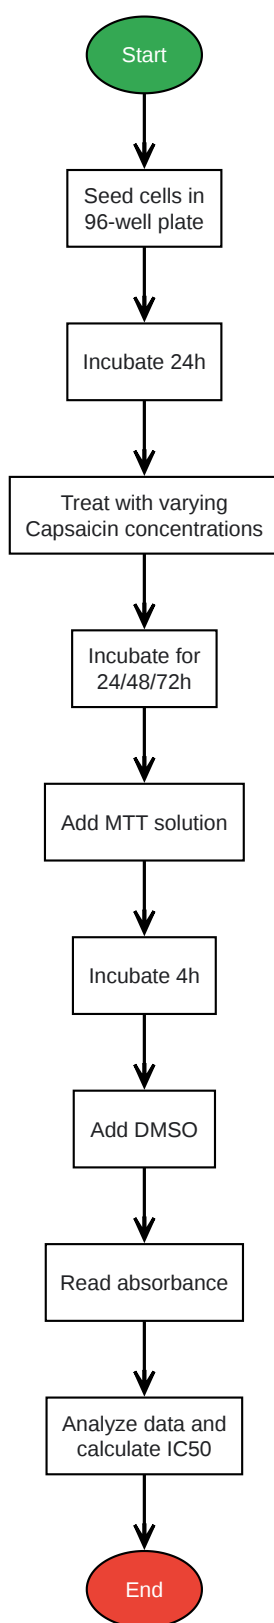 Start
Seed cells in
96-well plate
Incubate 24h
Treat with varying
Capsaicin concentrations
Incubate for
24/48/72h
Add MTT solution
Incubate 4h
Add DMSO
Read absorbance
Analyze data and
calculate IC50
End